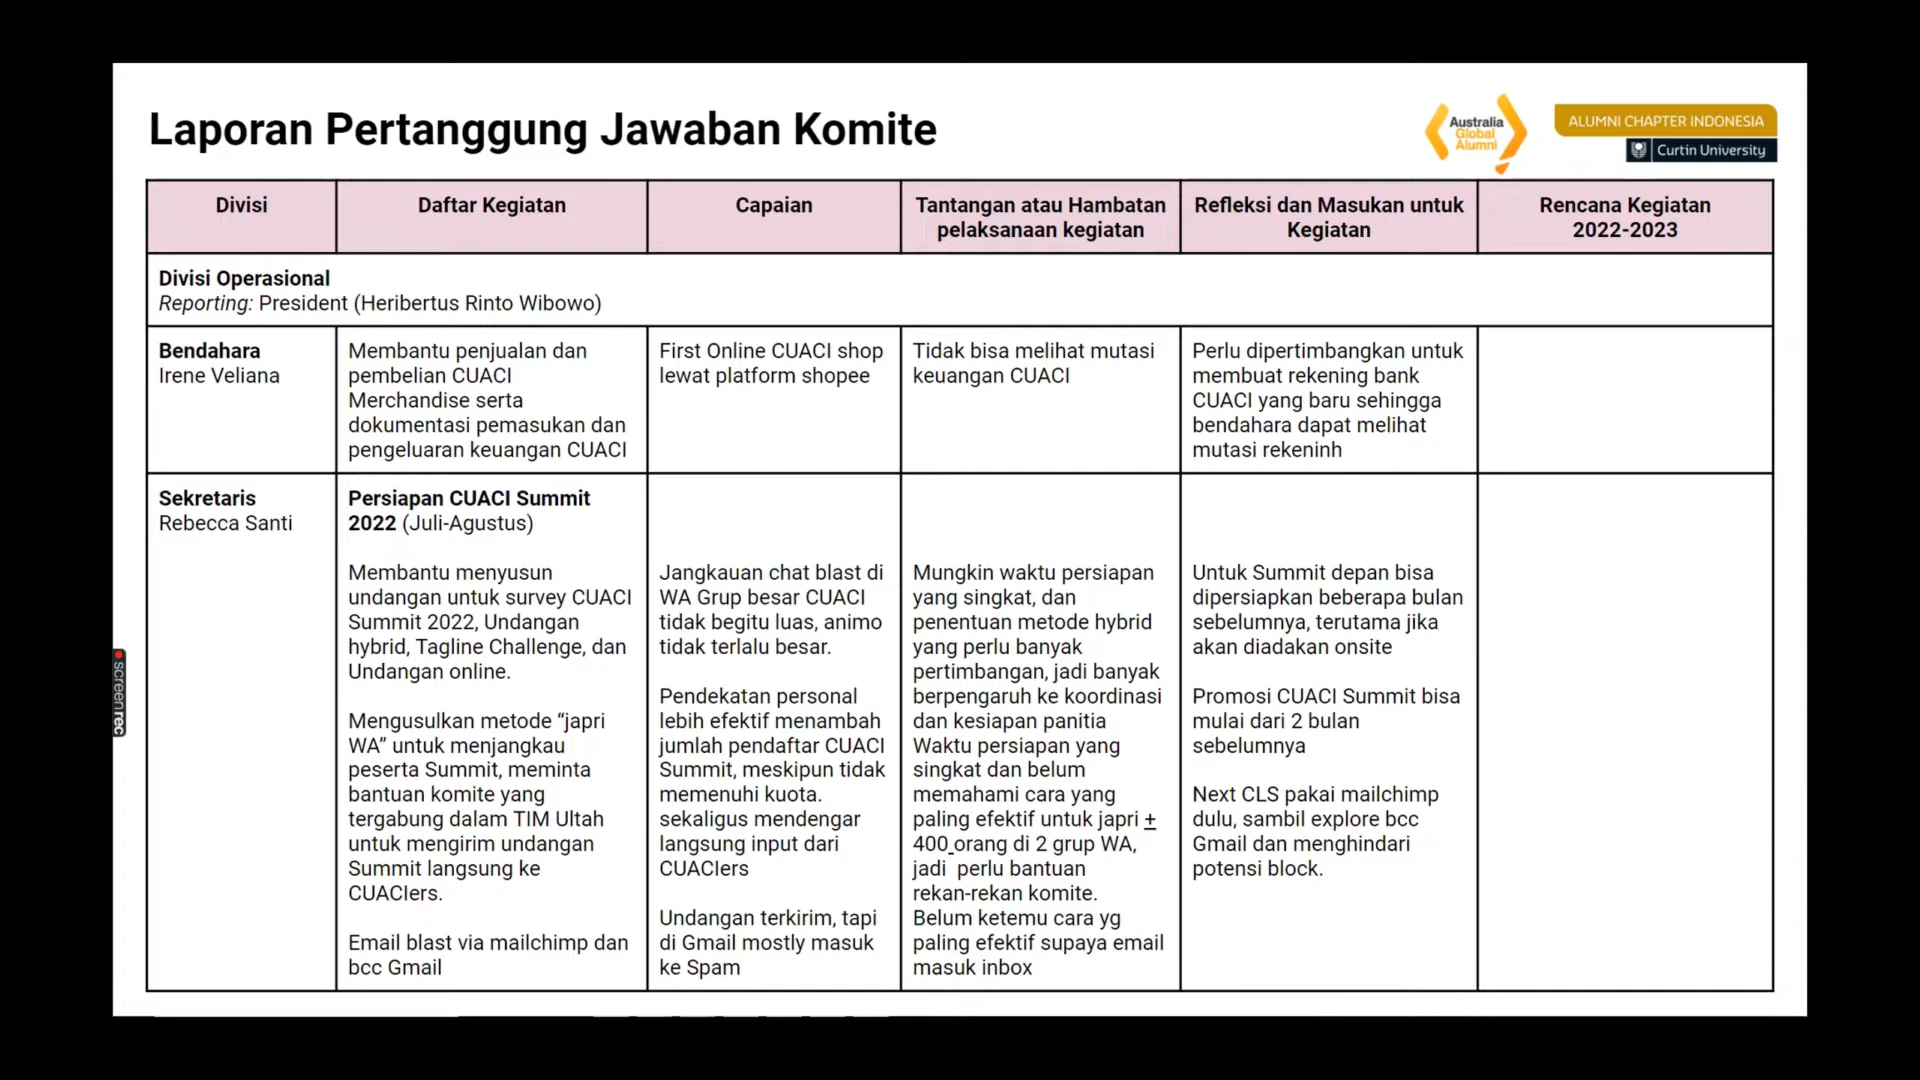 Laporan Pertanggung Jawaban Komite
Australia
Global
Alumni
ALUMNI CHAPTER INDONESIA
Curtin University
Divisi
Daftar Kegiatan
Capaian
Tantangan atau Hambatan
pelaksanaan kegiatan
Refleksi dan Masukan untuk
Kegiatan
Rencana Kegiatan
2022-2023
Divisi Operasional
Reporting: President (Heribertus Rinto Wibowo)
Bendahara
Irene Veliana
Membantu penjualan dan
pembelian CUACI
Merchandise serta
dokumentasi pemasukan dan
pengeluaran keuangan CUACI
First Online CUACI shop
lewat platform shopee
Tidak bisa melihat mutasi
keuangan CUACI
Perlu dipertimbangkan untuk
membuat rekening bank
CUACI yang baru sehingga
bendahara dapat melihat
mutasi rekeninh
Sekretaris
Rebecca Santi
Persiapan CUACI Summit
2022 (Juli-Agustus)
Membantu menyusun
undangan untuk survey CUACI
Summit 2022, Undangan
hybrid, Tagline Challenge, dan
Undangan online.
Mengusulkan metode “japri
WA” untuk menjangkau
peserta Summit, meminta
bantuan komite yang
tergabung dalam TIM Ultah
untuk mengirim undangan
Summit langsung ke
CUACIers.
Email blast via mailchimp dan
bcc Gmail
Jangkauan chat blast di
WA Grup besar CUACI
tidak begitu luas, animo
tidak terlalu besar.
Pendekatan personal
lebih efektif menambah
jumlah pendaftar CUACI
Summit, meskipun tidak
memenuhi kuota.
sekaligus mendengar
langsung input dari
CUACIers
Undangan terkirim, tapi
di Gmail mostly masuk
ke Spam
Mungkin waktu persiapan
yang singkat, dan
penentuan metode hybrid
yang perlu banyak
pertimbangan, jadi banyak
berpengaruh ke koordinasi
dan kesiapan panitia
Waktu persiapan yang
singkat dan belum
memahami cara yang
paling efektif untuk japri +
400 orang di 2 grup WA,
jadi  perlu bantuan
rekan-rekan komite.
Belum ketemu cara yg
paling efektif supaya email
masuk inbox
Untuk Summit depan bisa
dipersiapkan beberapa bulan
sebelumnya, terutama jika
akan diadakan onsite
Promosi CUACI Summit bisa
mulai dari 2 bulan
sebelumnya
Next CLS pakai mailchimp
dulu, sambil explore bcc
Gmail dan menghindari
potensi block.
screenrec